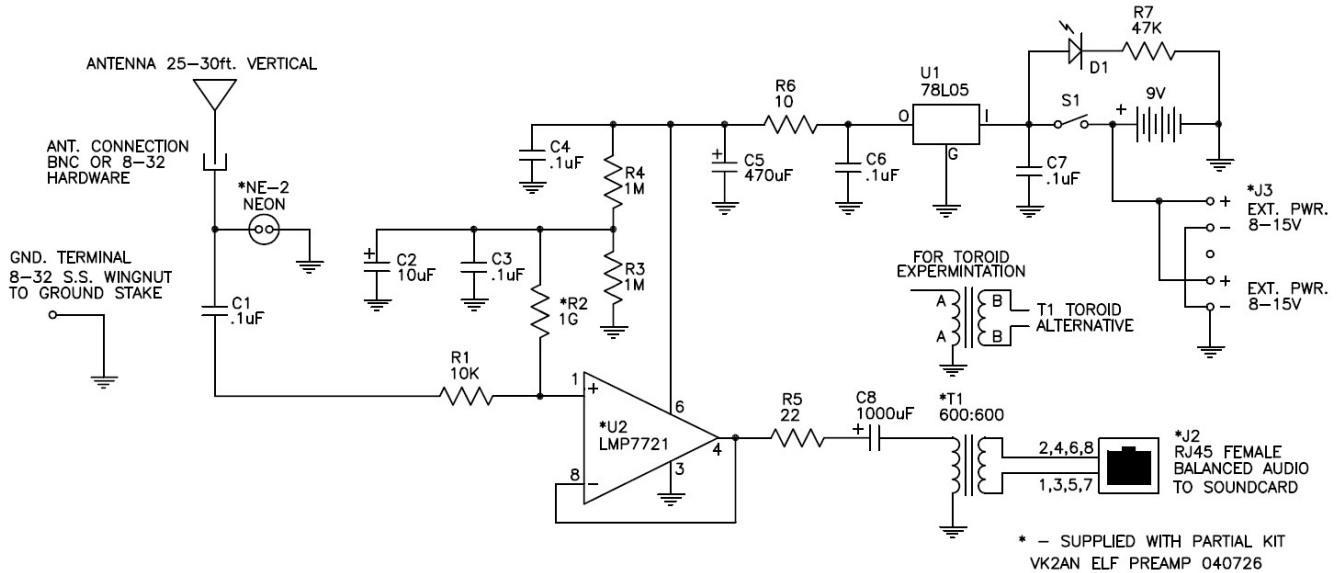 ANTENNA 25-30ft. VERTICAL
ANT. CONNECTION
BNC OR 8-32
HARDWARE
*NE-2
NEON
GND. TERMINAL
8-32 S.S. WINGNUT
TO GROUND STAKE
C1
.1uF
R1
10K
C2
10uF
+
C3
.1uF
*R2
1G
C4
.1uF
R4
1M
R3
1M
C5
470uF
+
R6
10
C6
.1uF
U1
78L05
O
I
G
C7
.1uF
S1
D1
R7
47K
9V
+
*J3
EXT. PWR.
8-15V
+
-
+
-
EXT. PWR.
8-15V
FOR TOROID
EXPERMINTATION
A
A
B
B
T1 TOROID
ALTERNATIVE
1
+
*U2
LMP7721
8
-
6
3
4
R5
22
C8
1000uF
+
*T1
600:600
2,4,6,8
1,3,5,7
*J2
RJ45 FEMALE
BALANCED AUDIO
TO SOUNDCARD
* - SUPPLIED WITH PARTIAL KIT
VK2AN ELF PREAMP 040726